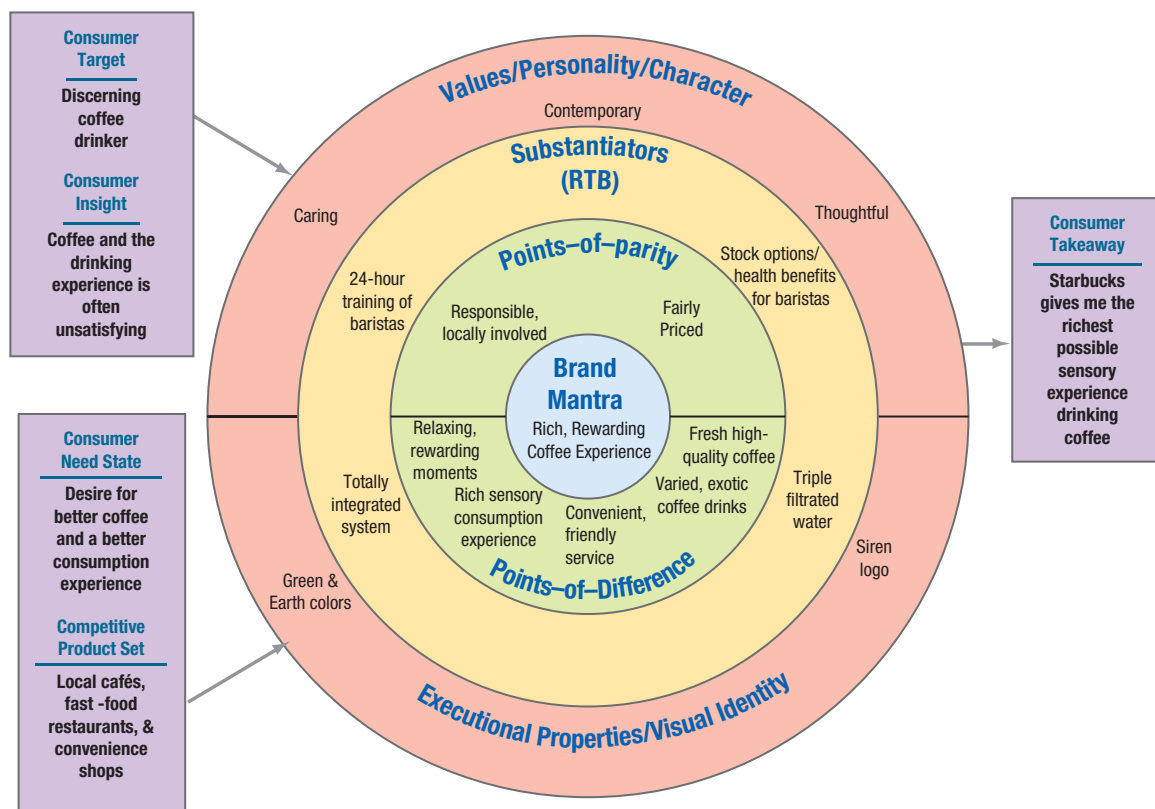 Consumer
Target
Discerning
coffee
drinker
Consumer
Insight
Coffee and the
drinking
experience is
often
unsatisfying
Consumer
Need State
Desire for
better coffee
and a better
consumption
experience
Competitive
Product Set
Local cafés,
fast -food
restaurants, &
convenience
shops
Values/Personality/Character
Contemporary
Caring
Thoughtful
Substantiators
(RTB)
24-hour
training of
baristas
Stock options/
health benefits
for baristas
Points–of–parity
Responsible,
locally involved
Fairly
Priced
Brand
Mantra
Rich, Rewarding
Coffee Experience
Relaxing,
rewarding
moments
Rich sensory
consumption
experience
Convenient,
friendly
service
Fresh high-
quality coffee
Varied, exotic
coffee drinks
Points–of–Difference
Totally
integrated
system
Triple
filtrated
water
Green &
Earth colors
Siren
logo
Executional Properties/Visual Identity
Consumer
Takeaway
Starbucks
gives me the
richest
possible
sensory
experience
drinking
coffee